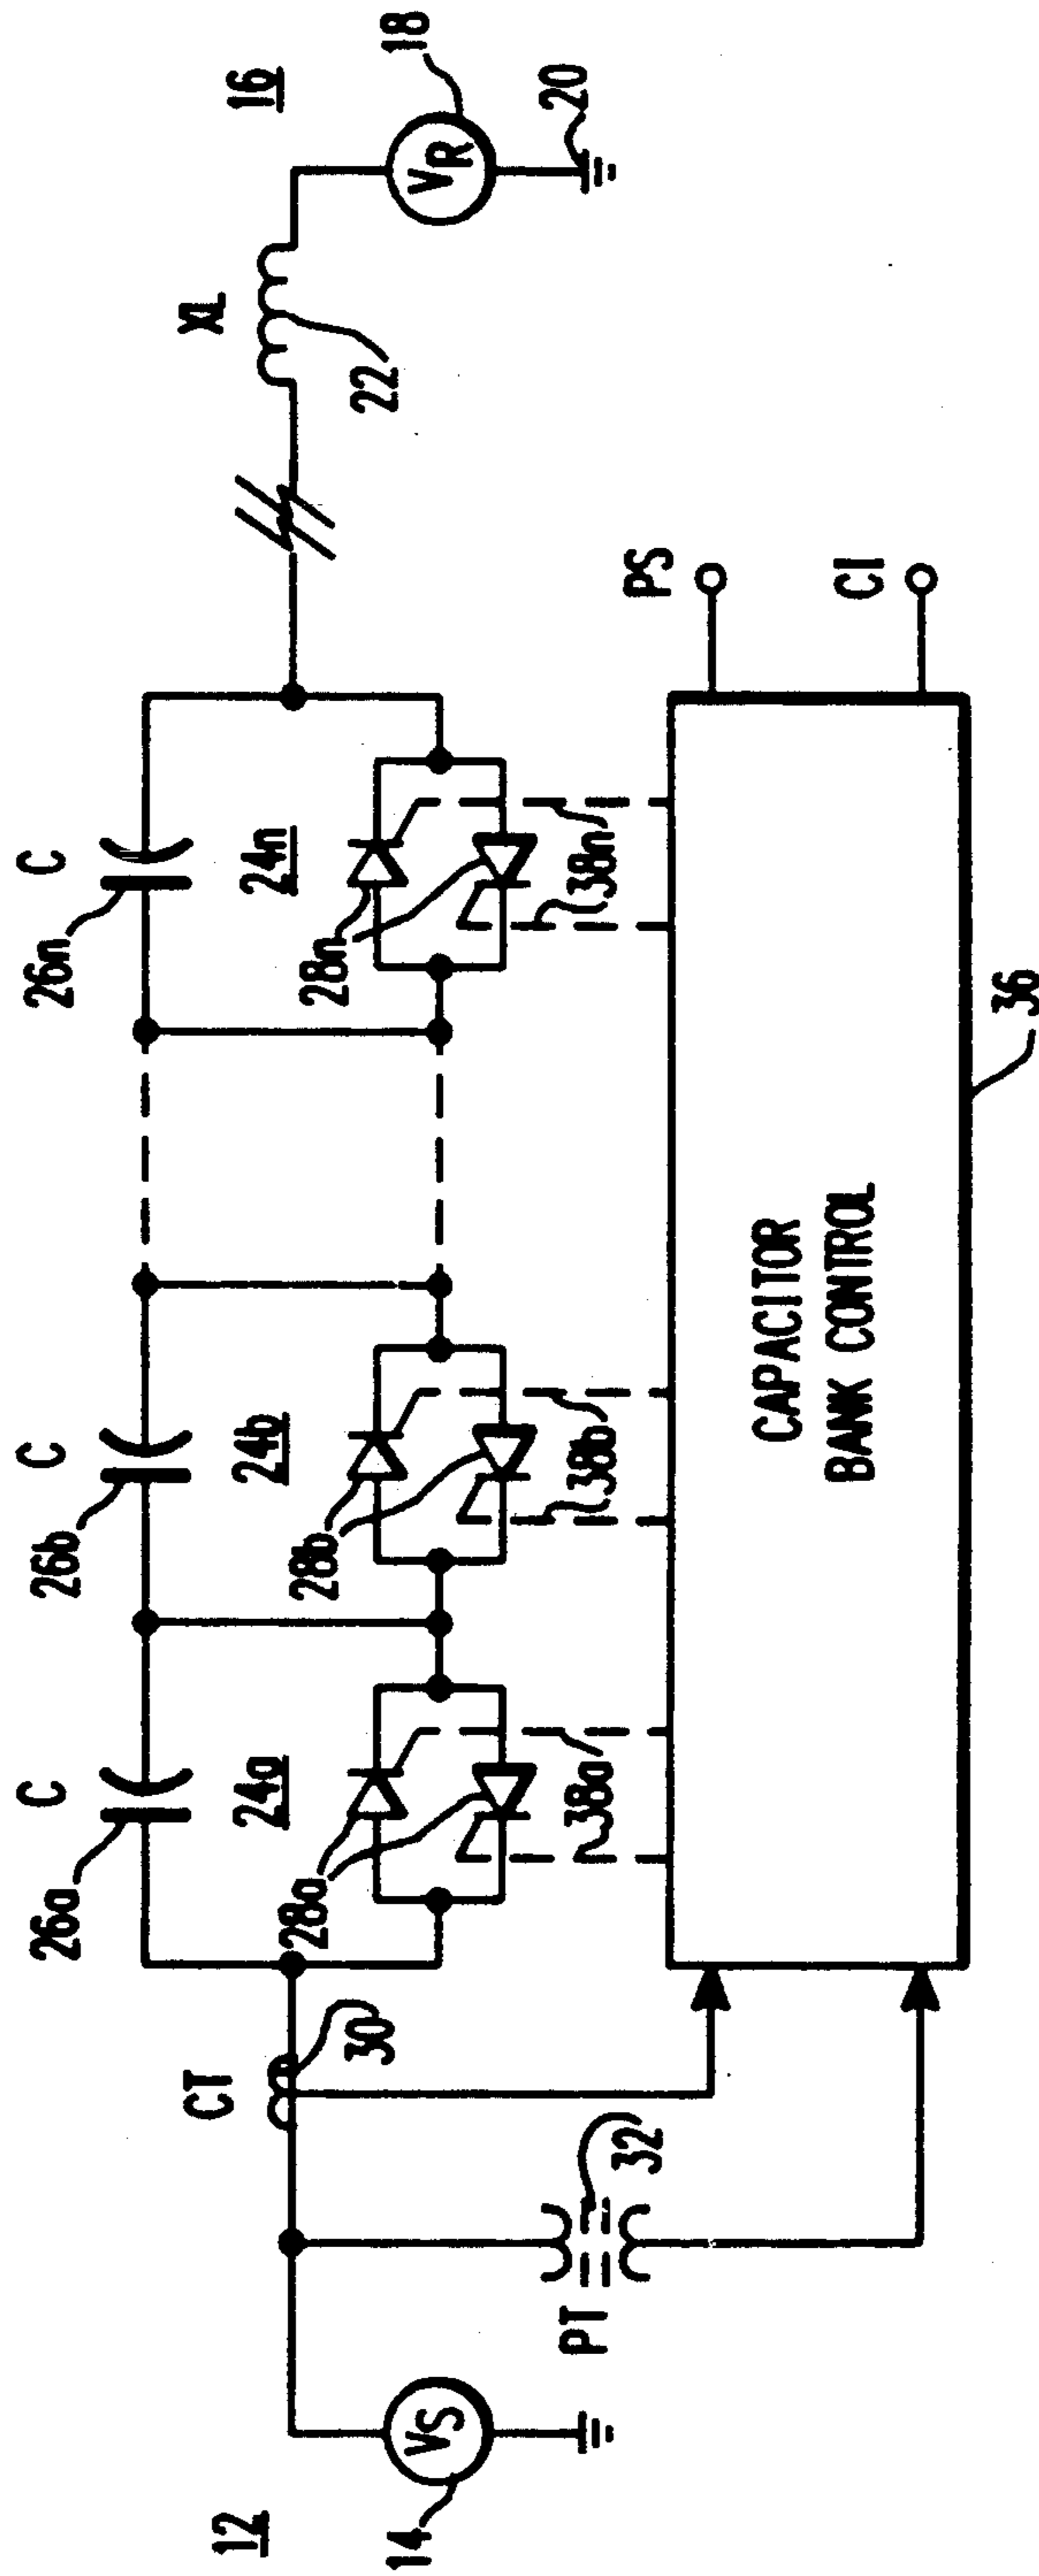 12
14
VS
PT
32
CT
30
26a
C
24a
28a
38a
26b
C
24b
28b
38b
26n
C
24n
28n
38n
CAPACITOR
BANK CONTROL
36
PS
CI
XL
22
16
18
VR
20